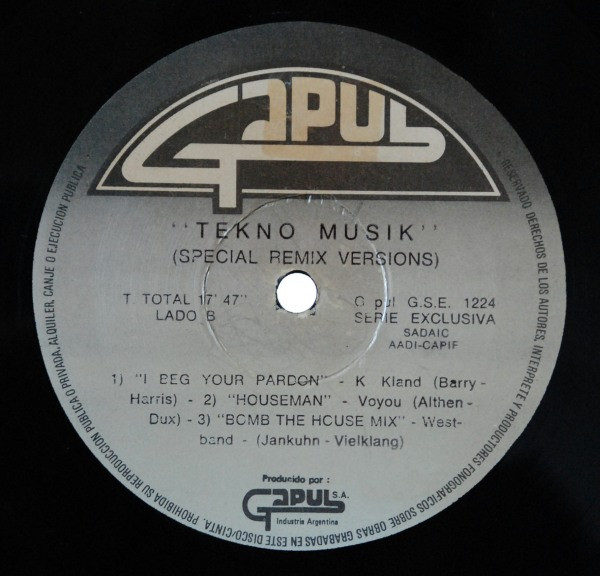 GAPUL
"TEKNO MUSIK"
(SPECIAL REMIX VERSIONS)
T. TOTAL 17' 47"
LADO B
Gapul G.S.E. 1224
SERIE EXCLUSIVA
SADAIC
AADI-CAPIF
1) "I BEG YOUR PARDON" - K Kland (Barry-
Harris) - 2) "HOUSEMAN" - Voyou (Althen-
Dux) - 3) "BOMB THE HOUSE MIX" - West-
band - (Jankuhn - Vielklang)
Producido por :
GAPUL S.A.
Industria Argentina
- RESERVADO DERECHOS DE LOS AUTORES, INTERPRETE Y PRODUCTORES FONOGRAFICOS SOBRE OBRAS GRABADAS EN ESTE DISCO/CINTA. PROHIBIDA SU REPRODUCCION PUBLICA O PRIVADA, ALQUILER, CANJE O EJECUCION PUBLICA -